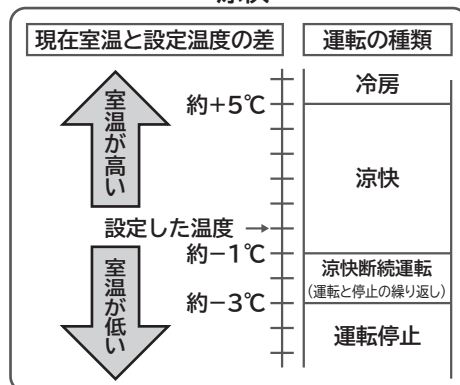 現在室温と設定温度の差
運転の種類
室温が高い
約+5℃
冷房
涼快
設定した温度→
約−1℃
室温が低い
涼快断続運転
(運転と停止の繰り返し)
約−3℃
運転停止